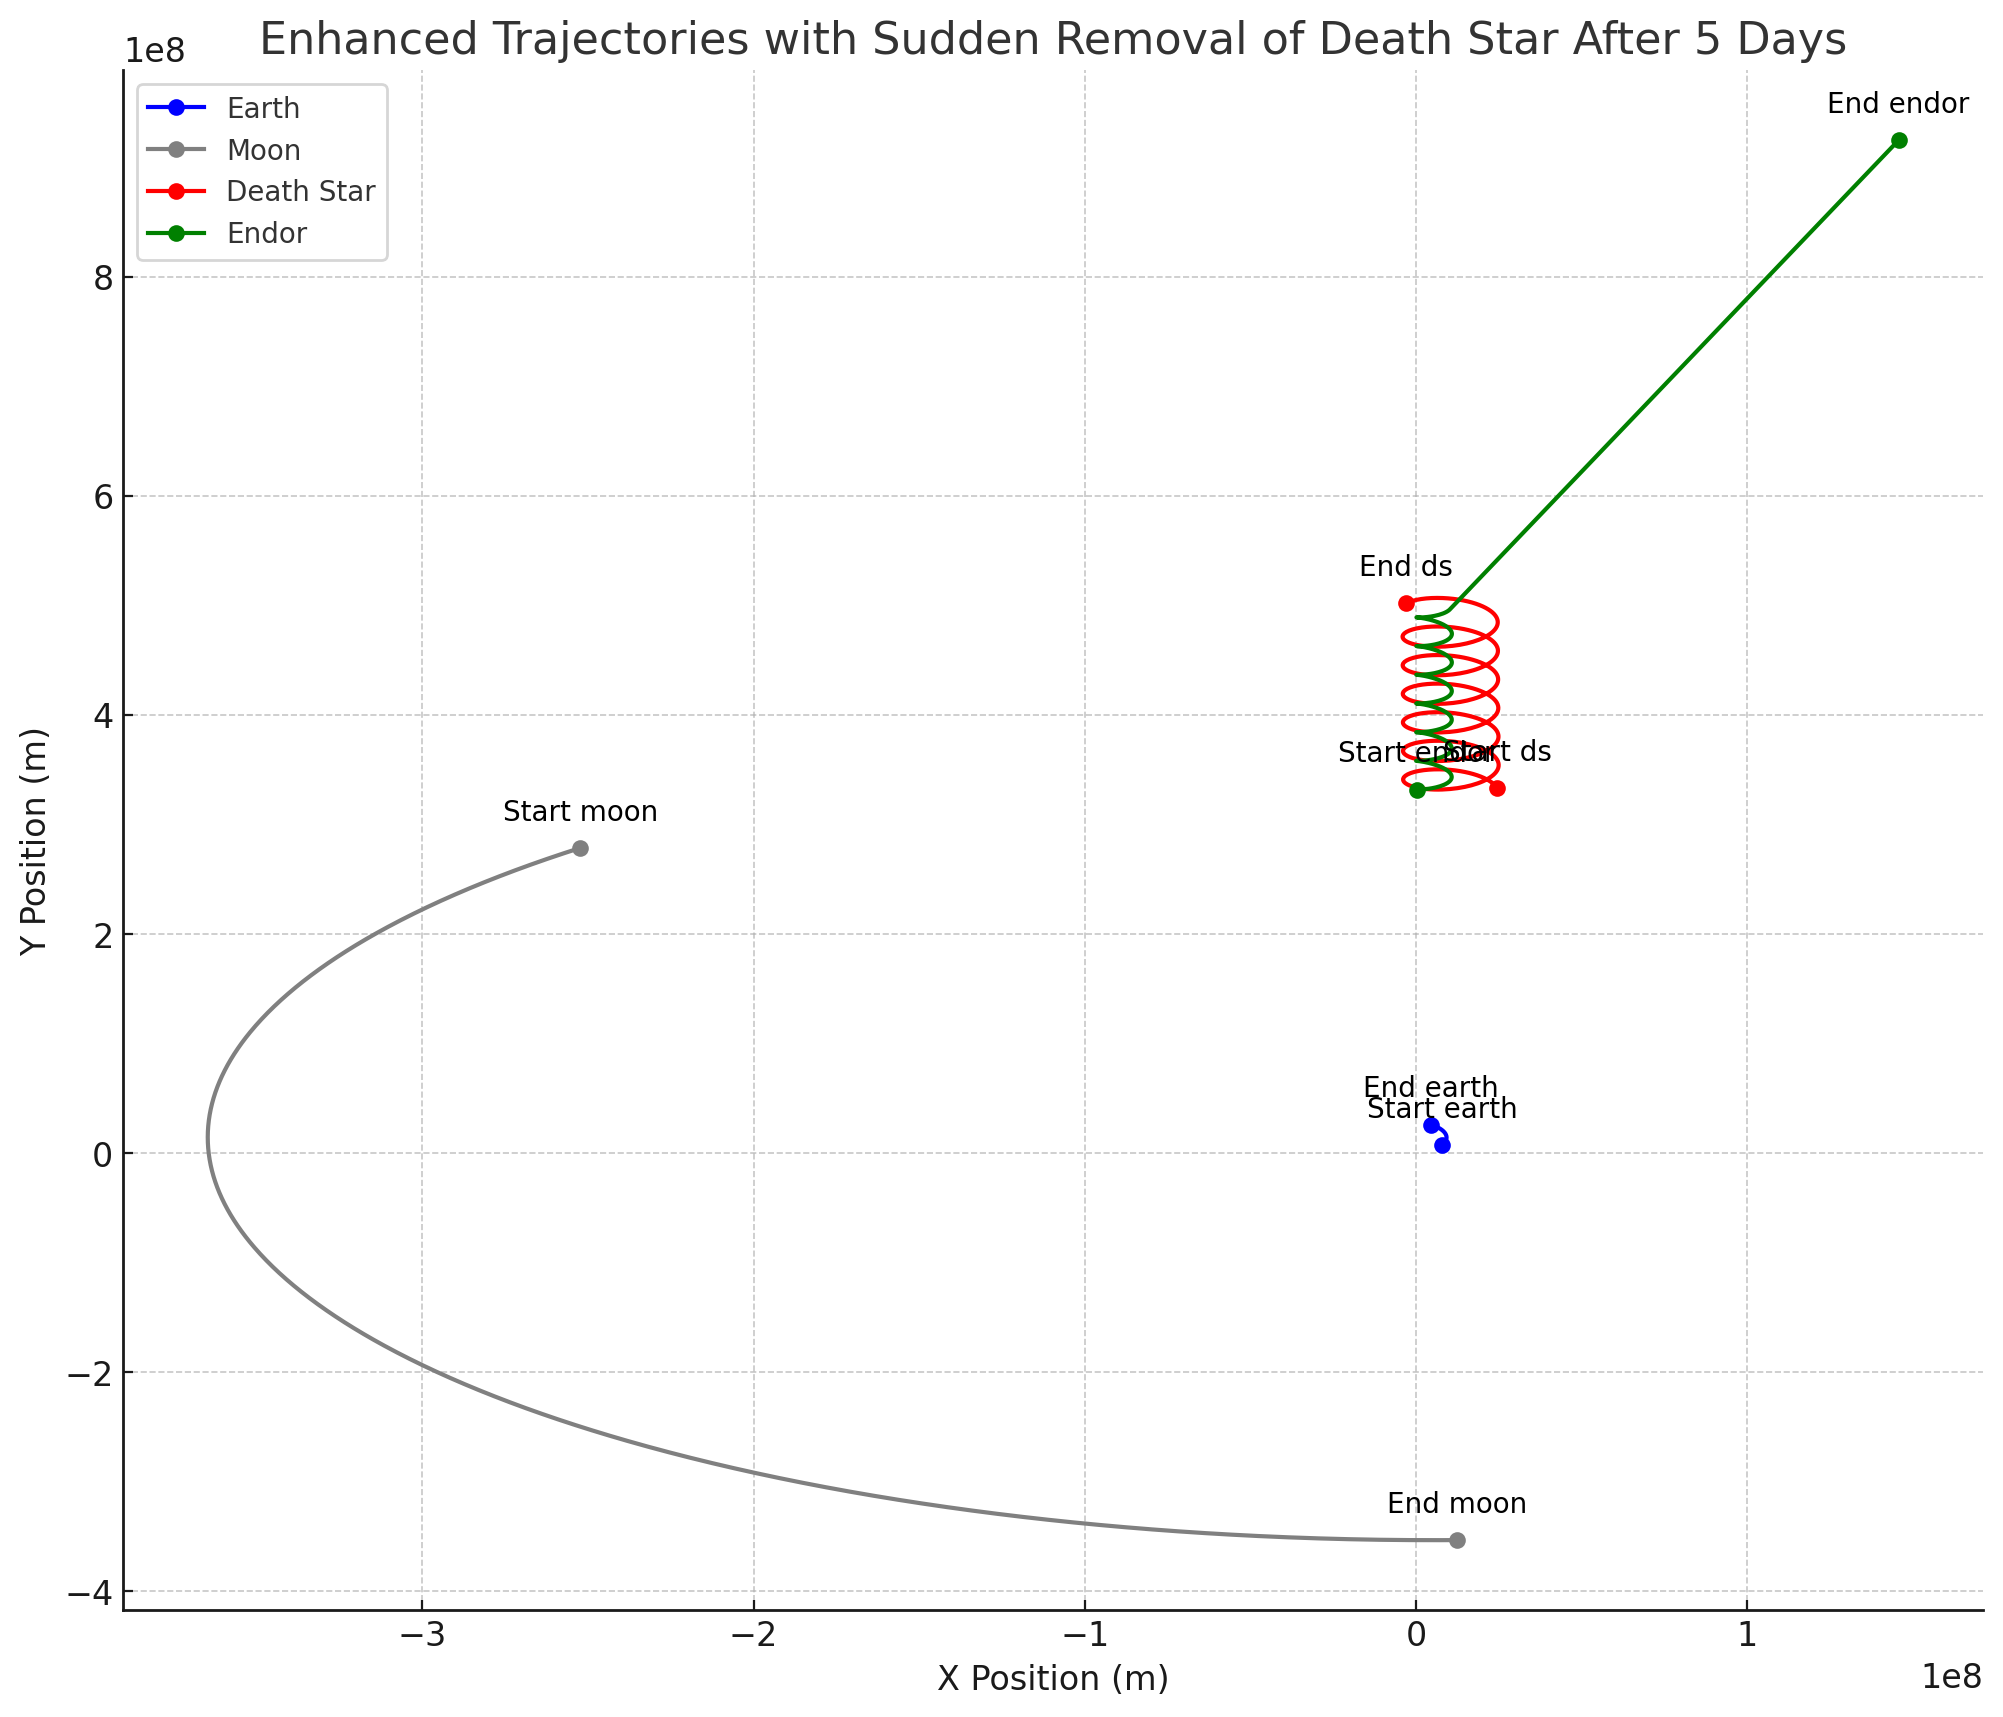 Enhanced Trajectories with Sudden Removal of Death Star After 5 Days
1e8
Earth
Moon
Death Star
Endor
End endor
8
6
End ds
4
Start endor
Start ds
Start moon
2
End earth
Start earth
0
−2
End moon
−4
−3
−2
−1
0
1
1e8
X Position (m)
Y Position (m)